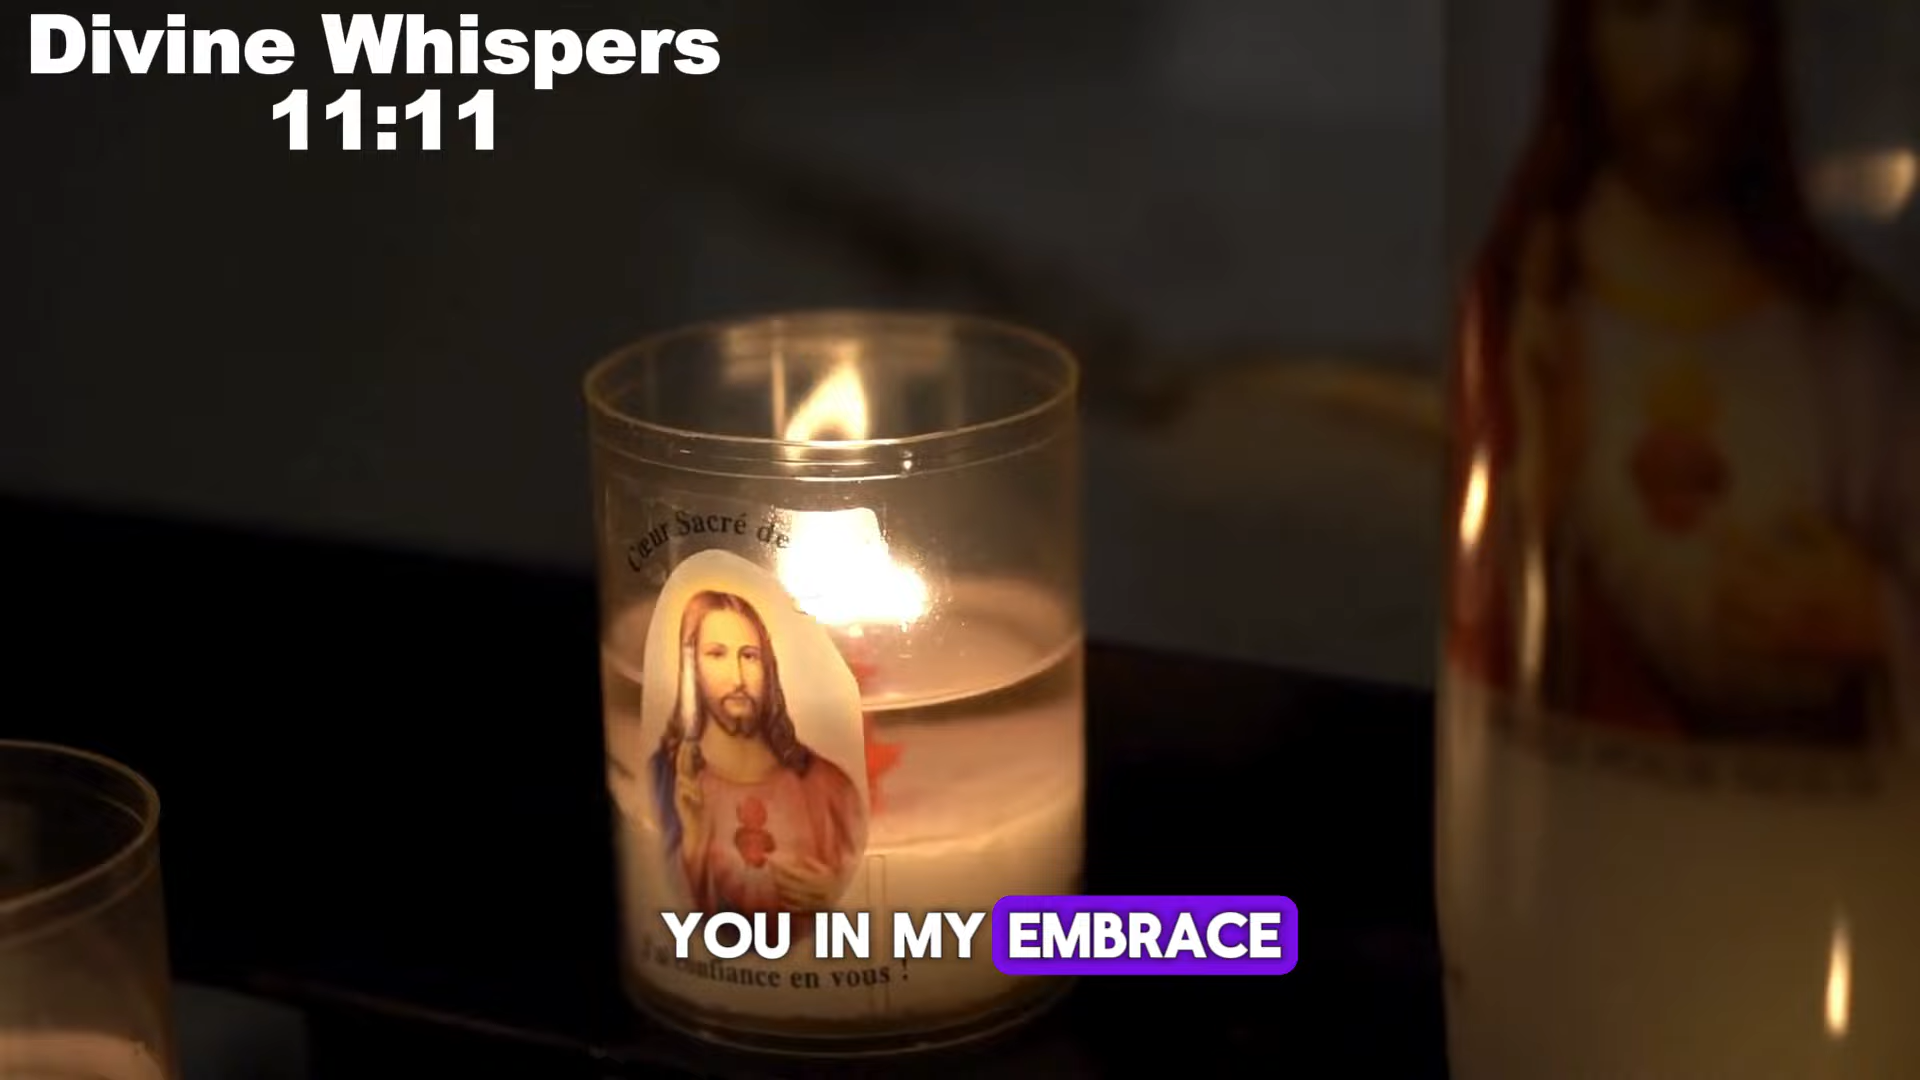 Divine Whispers
11:11
Cœur Sacré de
YOU IN MY EMBRACE
confiance en vous !